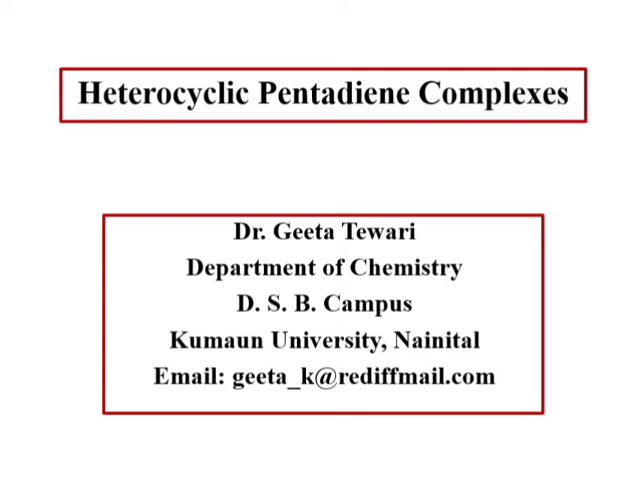 Heterocyclic Pentadiene Complexes
Dr. Geeta Tewari
Department of Chemistry
D. S. B. Campus
Kumaun University, Nainital
Email: geeta_k@rediffmail.com